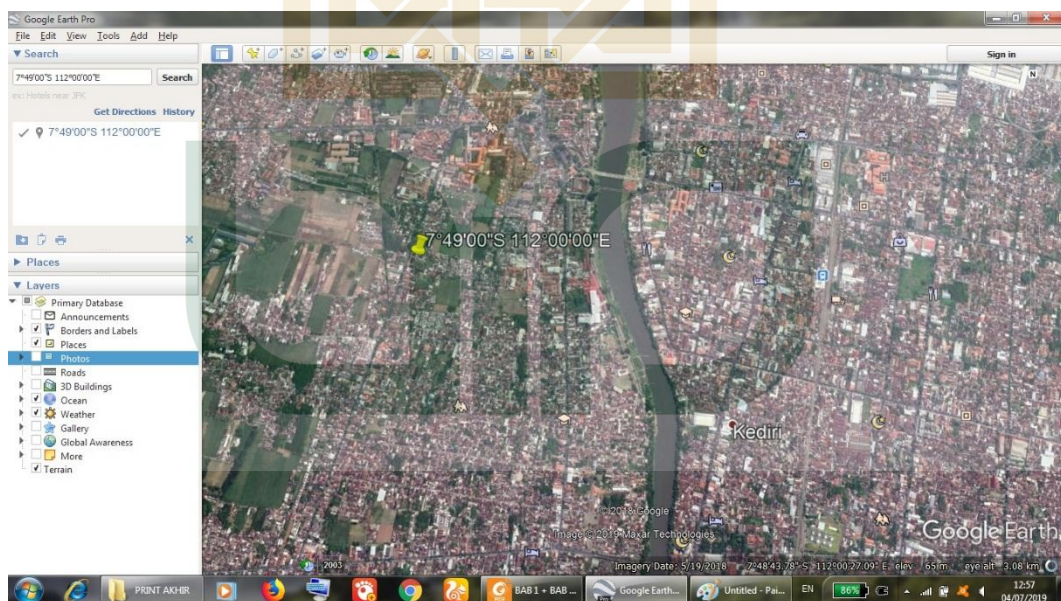 Google Earth Pro
File Edit View Tools Add Help
▼ Search
7°49'00"S 112°00'00"E Search
ex: Hotels near JFK
Get Directions History
7°49'00"S 112°00'00"E
▶ Places
▼ Layers
Primary Database
Announcements
Borders and Labels
Places
Photos
Roads
3D Buildings
Ocean
Weather
Gallery
Global Awareness
More
Terrain
Sign in
N
7°49'00"S 112°00'00"E
Kediri
© 2018 Google
Image © 2019 Maxar Technologies
Google Earth
2003
Imagery Date: 5/19/2018 7°48'43.78" S 112°00'27.09" E elev 65 m eye alt 3.08 km
PRINT AKHIR
BAB 1 + BAB ...
Google Earth...
Untitled - Pai...
EN
86%
12:57
04/07/2019